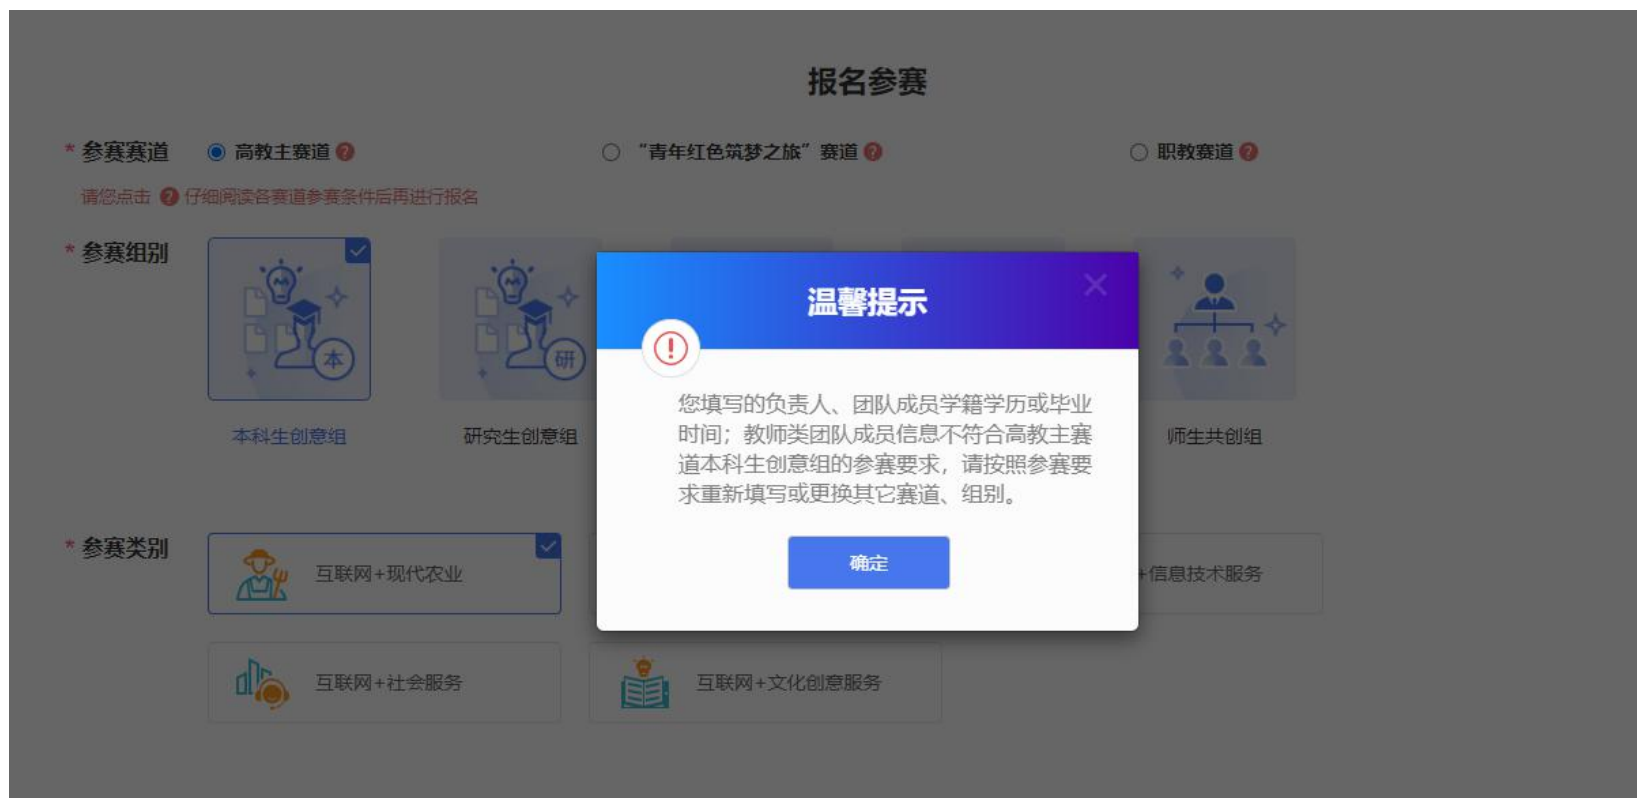 报名参赛
* 参赛赛道 高教主赛道 ? “青年红色筑梦之旅”赛道 ? 职教赛道 ?
请您点击 ? 仔细阅读各赛道参赛条件后再进行报名
* 参赛组别
本
研
温馨提示
您填写的负责人、团队成员学籍学历或毕业
时间；教师类团队成员信息不符合高教主赛
道本科生创意组的参赛要求，请按照参赛要
求重新填写或更换其它赛道、组别。
确定
本科生创意组 研究生创意组 师生共创组
* 参赛类别 互联网+现代农业 +信息技术服务
互联网+社会服务 互联网+文化创意服务